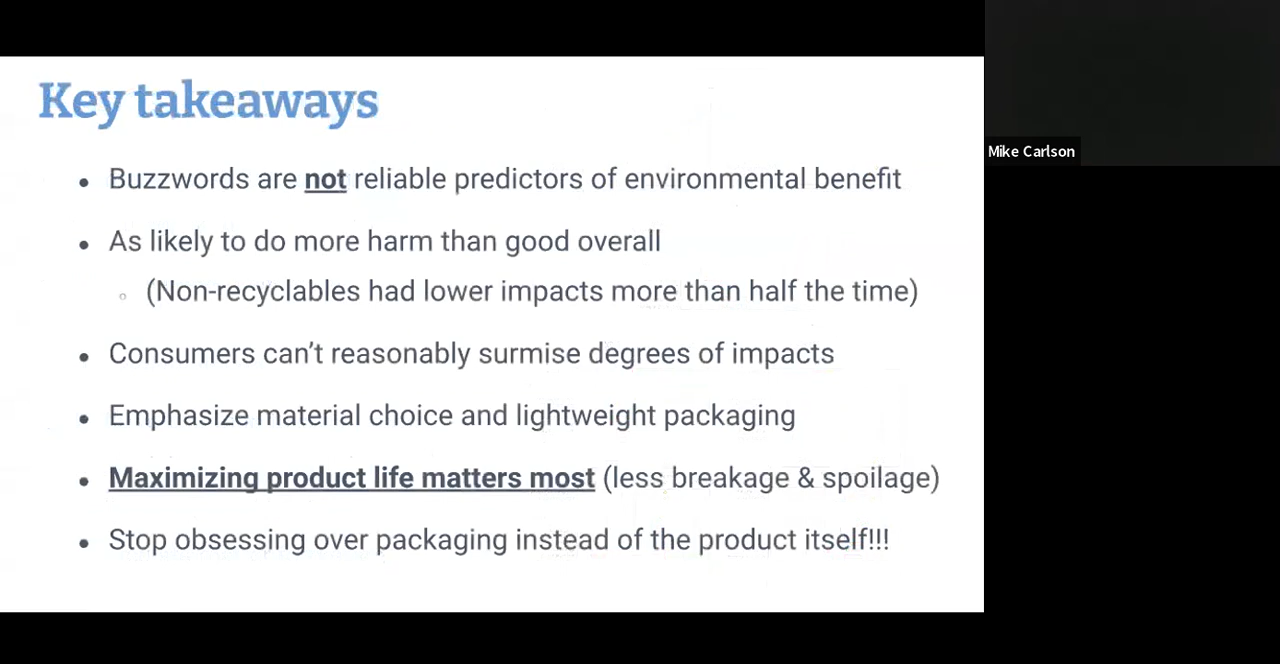 Key takeaways
Mike Carlson
• Buzzwords are not reliable predictors of environmental benefit
• As likely to do more harm than good overall
○ (Non-recyclables had lower impacts more than half the time)
• Consumers can’t reasonably surmise degrees of impacts
• Emphasize material choice and lightweight packaging
• Maximizing product life matters most (less breakage & spoilage)
• Stop obsessing over packaging instead of the product itself!!!